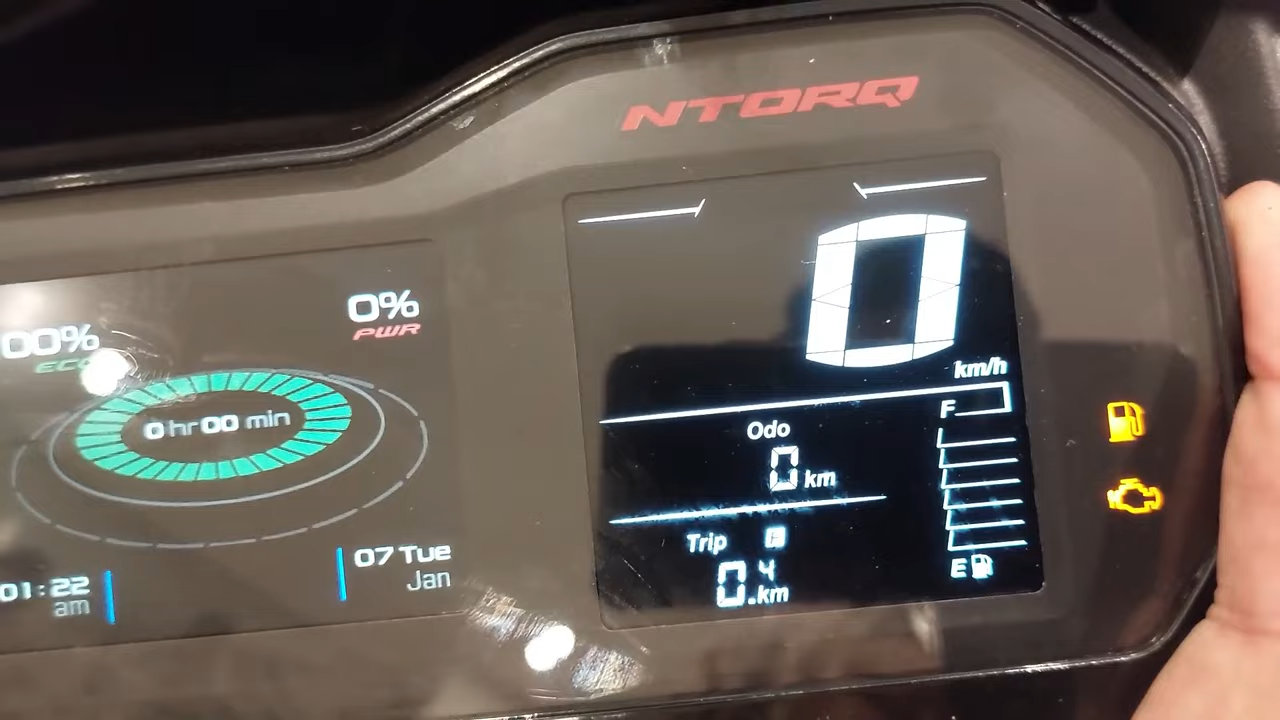 NTORQ
00%
ECO
0%
PWR
0 hr 00 min
01:22
am
07 Tue
Jan
0
km/h
F
Odo
0 km
Trip
0.4 km
E